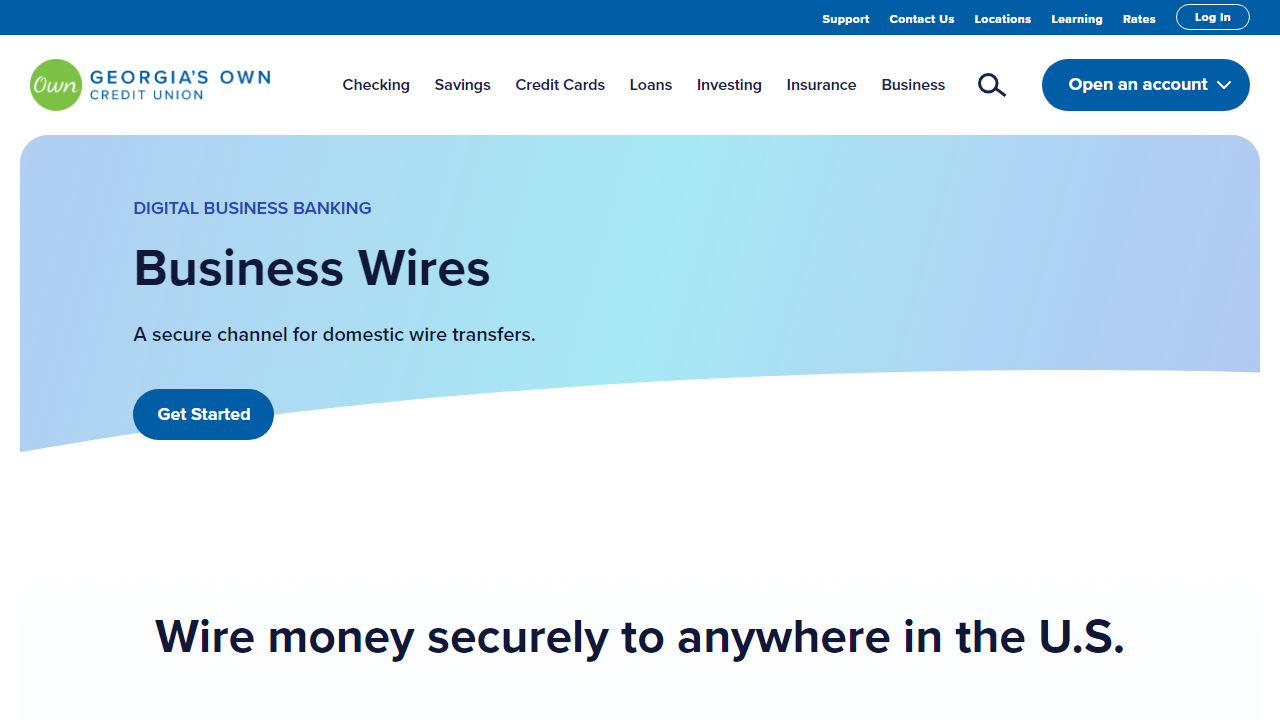 Support Contact Us Locations Learning Rates Log In
Own GEORGIA'S OWN
CREDIT UNION
Checking Savings Credit Cards Loans Investing Insurance Business Open an account
DIGITAL BUSINESS BANKING
Business Wires
A secure channel for domestic wire transfers.
Get Started
Wire money securely to anywhere in the U.S.